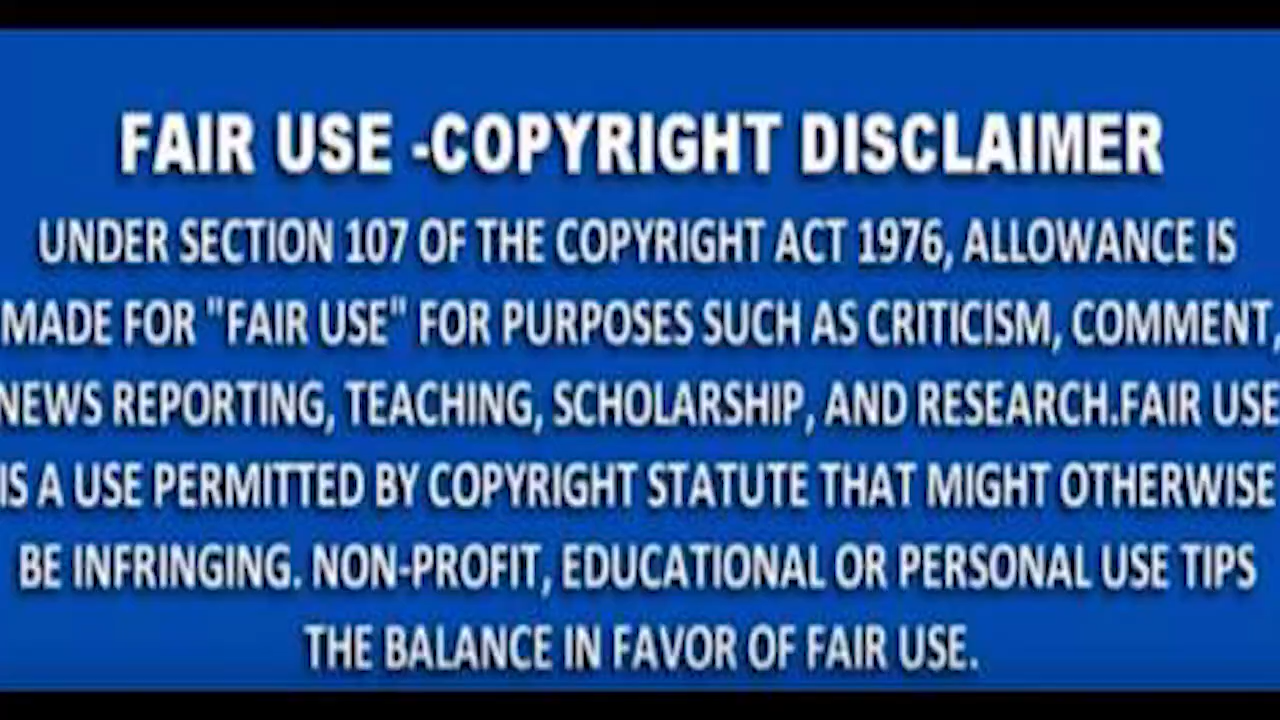 FAIR USE -COPYRIGHT DISCLAIMER
UNDER SECTION 107 OF THE COPYRIGHT ACT 1976, ALLOWANCE IS
MADE FOR "FAIR USE" FOR PURPOSES SUCH AS CRITICISM, COMMENT,
NEWS REPORTING, TEACHING, SCHOLARSHIP, AND RESEARCH.FAIR USE
IS A USE PERMITTED BY COPYRIGHT STATUTE THAT MIGHT OTHERWISE
BE INFRINGING. NON-PROFIT, EDUCATIONAL OR PERSONAL USE TIPS
THE BALANCE IN FAVOR OF FAIR USE.